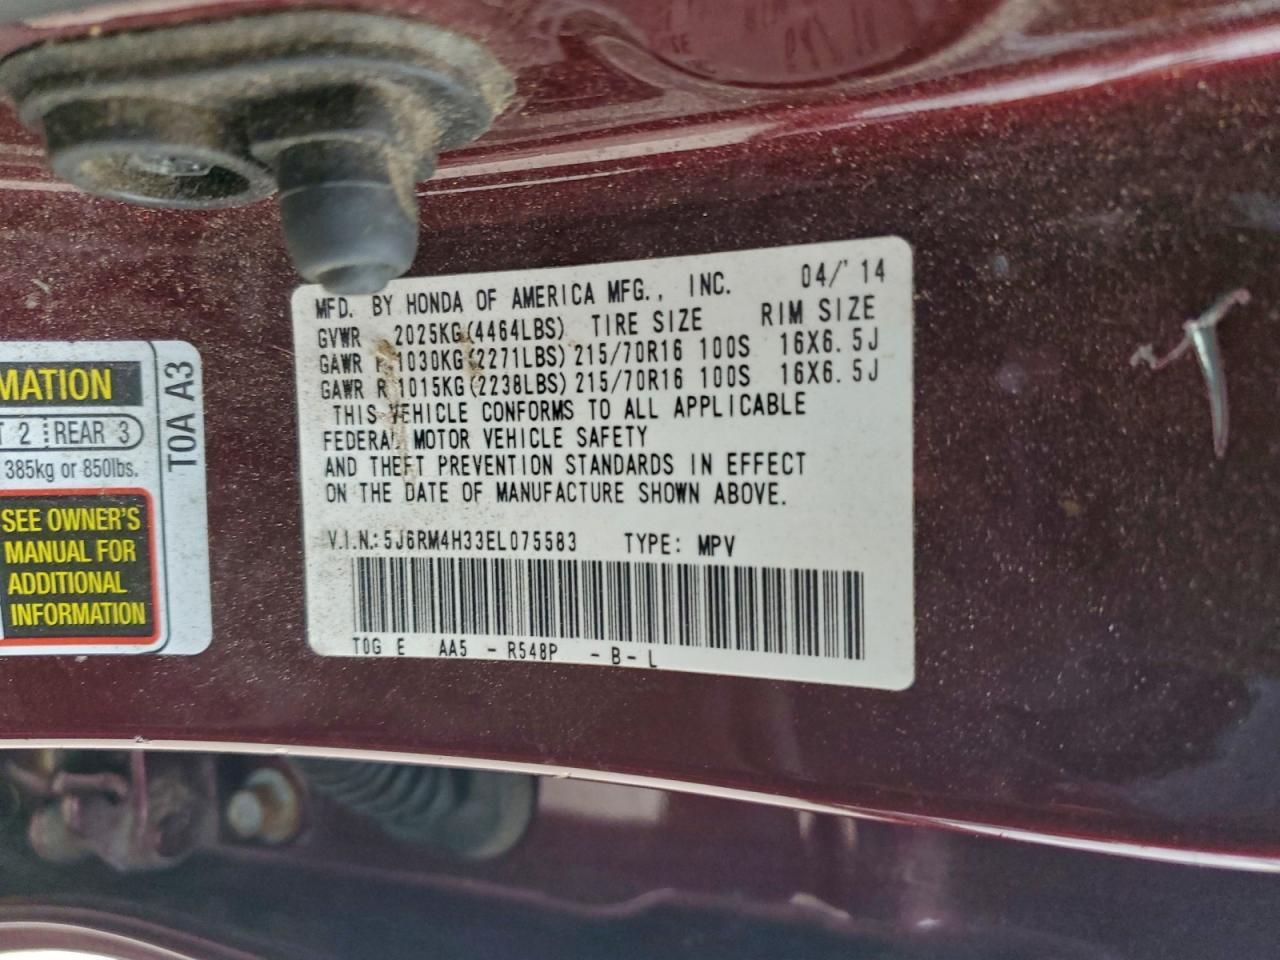 MFD. BY HONDA OF AMERICA MFG., INC. 04/'14
GVWR 2025KG(4464LBS) TIRE SIZE RIM SIZE
GAWR F 1030KG(2271LBS) 215/70R16 100S 16X6.5J
GAWR R 1015KG(2238LBS) 215/70R16 100S 16X6.5J
THIS VEHICLE CONFORMS TO ALL APPLICABLE
FEDERAL MOTOR VEHICLE SAFETY
AND THEFT PREVENTION STANDARDS IN EFFECT
ON THE DATE OF MANUFACTURE SHOWN ABOVE.
V.I.N.: 5J6RM4H33EL075583 TYPE: MPV
T0G E AA5 - R548P - B - L
MATION
T 2 REAR 3
385kg or 850lbs.
SEE OWNER'S
MANUAL FOR
ADDITIONAL
INFORMATION
T0A A3